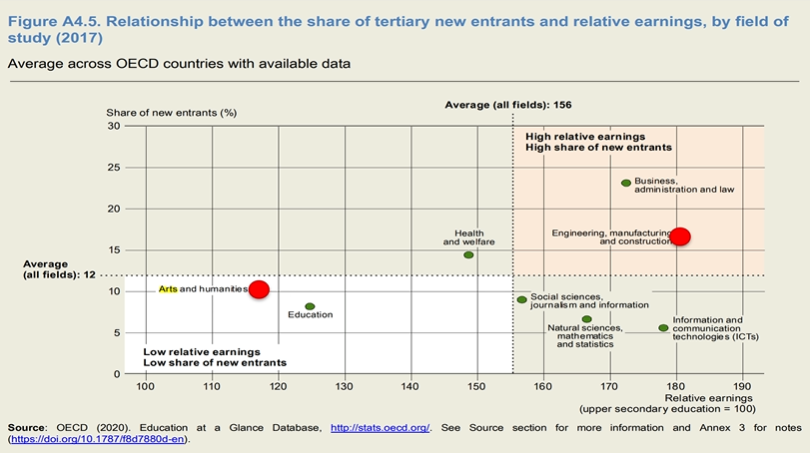 Figure A4.5. Relationship between the share of tertiary new entrants and relative earnings, by field of
study (2017)
Average across OECD countries with available data
Average (all fields): 156
Share of new entrants (%)
30
25
20
15
10
5
0
High relative earnings
High share of new entrants
Business,
administration and law
Health
and welfare
Engineering, manufacturing
and construction
Average
(all fields): 12
Arts and humanities
Education
Social sciences,
journalism and information
Natural sciences,
mathematics
and statistics
Information and
communication
technologies (ICTs)
Low relative earnings
Low share of new entrants
100 110 120 130 140 150 160 170 180 190
Relative earnings
(upper secondary education = 100)
Source: OECD (2020). Education at a Glance Database, http://stats.oecd.org/. See Source section for more information and Annex 3 for notes
(https://doi.org/10.1787/f8d7880d-en).